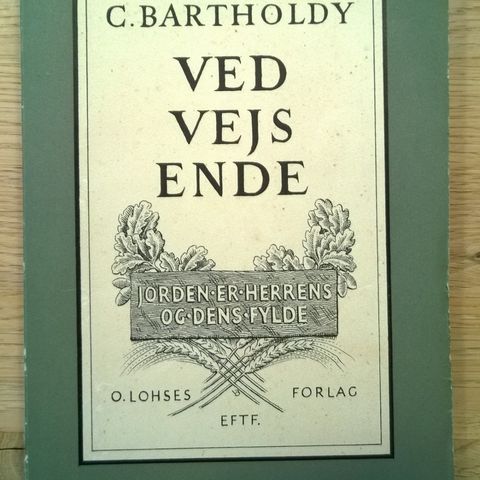 C. BARTHOLDY
VED
VEJS
ENDE
JORDEN·ER·HERRENS
OG·DENS·FYLDE
O. LOHSES FORLAG
EFTF.